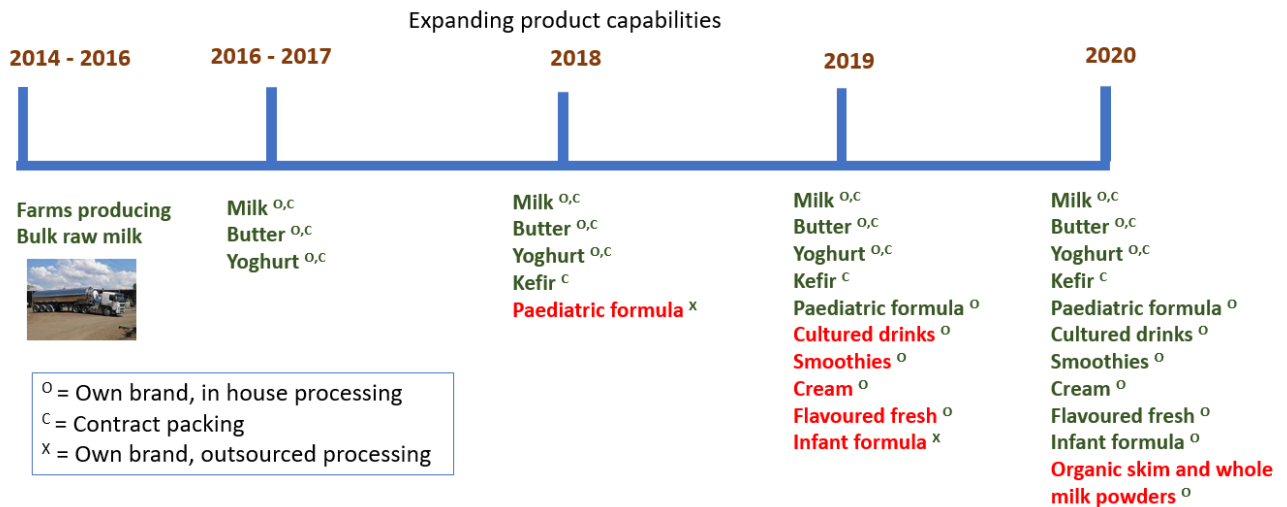 Expanding product capabilities
2014 - 2016
2016 - 2017
2018
2019
2020
Farms producing
Bulk raw milk
Milk O,C
Butter O,C
Yoghurt O,C
Milk O,C
Butter O,C
Yoghurt O,C
Kefir C
Paediatric formula X
Milk O,C
Butter O,C
Yoghurt O,C
Kefir C
Paediatric formula O
Cultured drinks O
Smoothies O
Cream O
Flavoured fresh O
Infant formula X
Milk O,C
Butter O,C
Yoghurt O,C
Kefir C
Paediatric formula O
Cultured drinks O
Smoothies O
Cream O
Flavoured fresh O
Infant formula O
Organic skim and whole
milk powders O
O = Own brand, in house processing
C = Contract packing
X = Own brand, outsourced processing